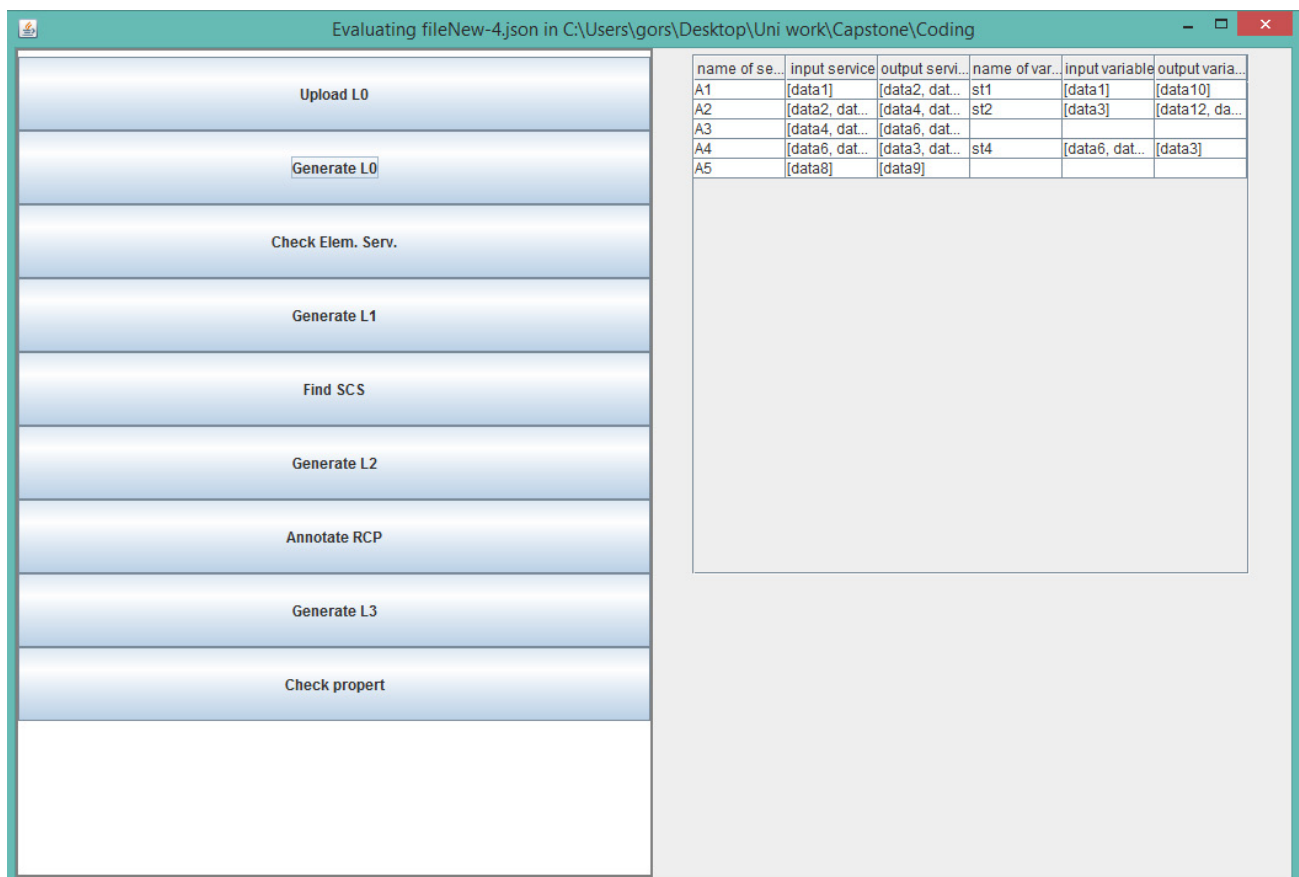 Evaluating fileNew-4.json in C:\Users\gors\Desktop\Uni work\Capstone\Coding
Upload L0
Generate L0
Check Elem. Serv.
Generate L1
Find SCS
Generate L2
Annotate RCP
Generate L3
Check propert
name of se... input service output servi... name of var... input variable output varia...
A1 [data1] [data2, dat... st1 [data1] [data10]
A2 [data2, dat... [data4, dat... st2 [data3] [data12, da...
A3 [data4, dat... [data6, dat...
A4 [data6, dat... [data3, dat... st4 [data6, dat... [data3]
A5 [data8] [data9]